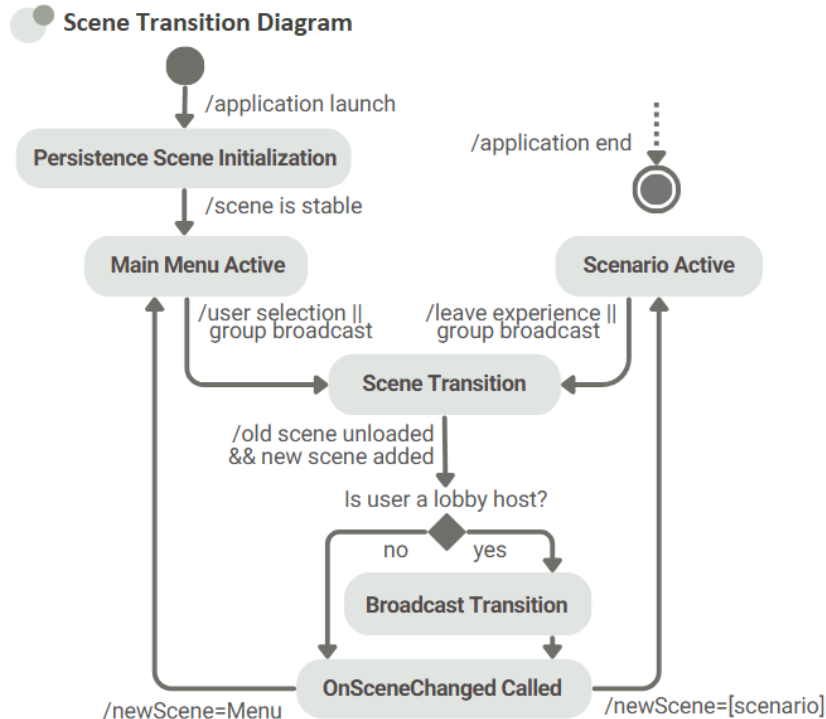 Scene Transition Diagram
/application launch
/application end
Persistence Scene Initialization
/scene is stable
Main Menu Active
Scenario Active
/user selection ||
group broadcast
/leave experience ||
group broadcast
Scene Transition
/old scene unloaded
&& new scene added
Is user a lobby host?
no
yes
Broadcast Transition
OnSceneChanged Called
/newScene=Menu
/newScene=[scenario]